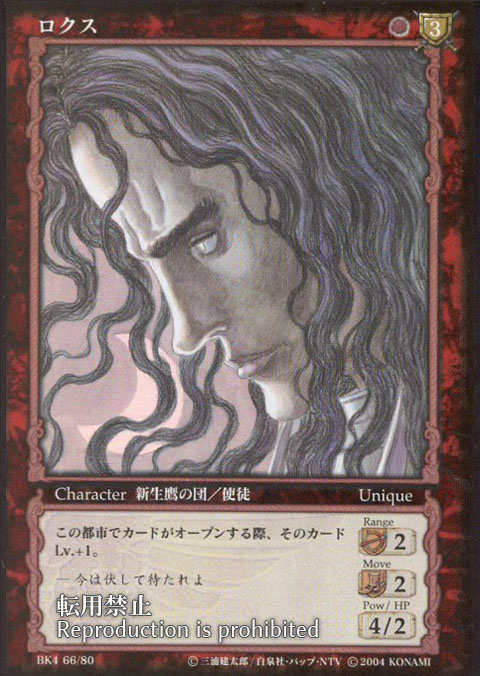 ロクス
3
Character 新生鷹の団／使徒 Unique
この都市でカードがオープンする際、そのカード
Lv.+1。
Range
2
Move
2
Pow/ HP
4/2
―今は伏して待たれよ
転用禁止
Reproduction is prohibited
BK4 66/80
©三浦建太郎/白泉社・バップ・NTV ©2004 KONAMI